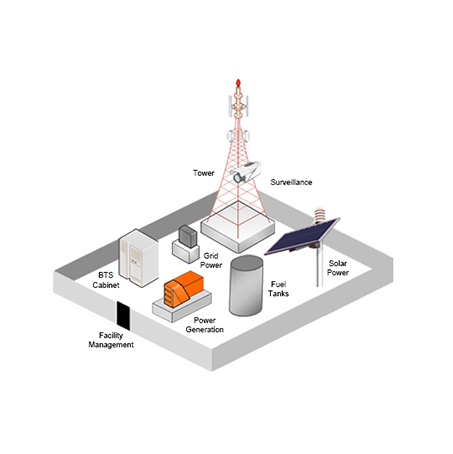 Tower
Surveillance
Grid
Power
Solar
Power
BTS
Cabinet
Fuel
Tanks
Power
Generation
Facility
Management